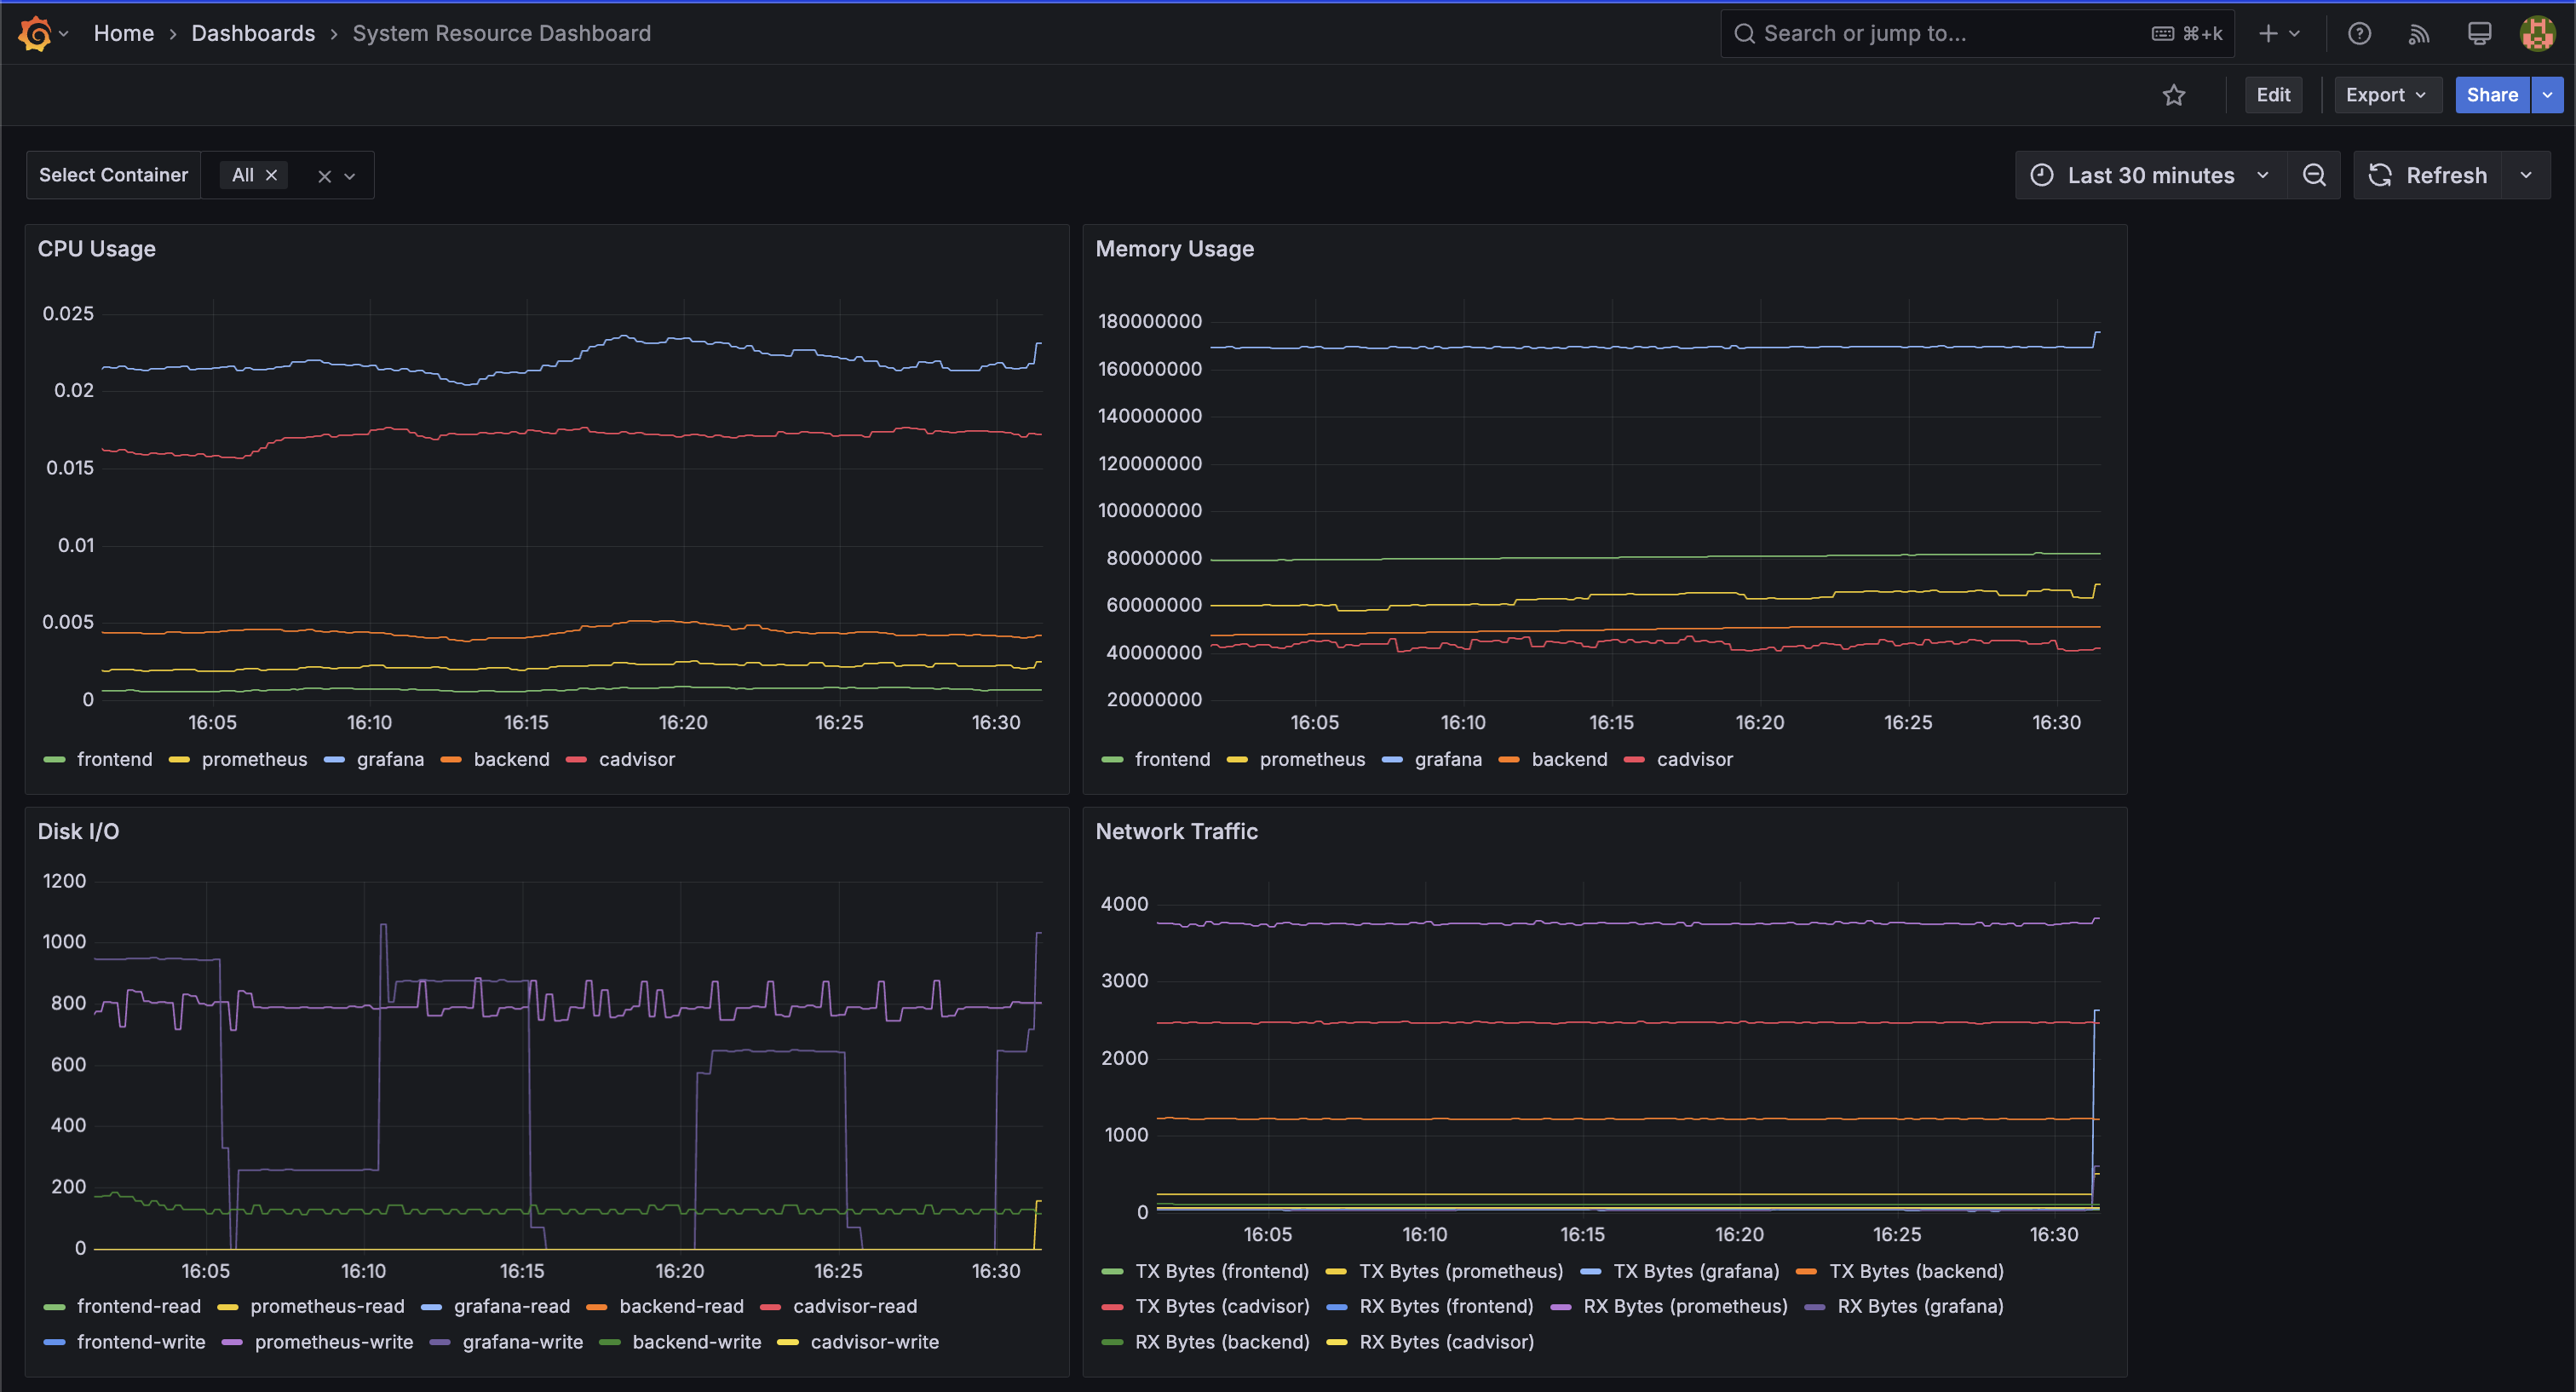 Home › Dashboards › System Resource Dashboard
Search or jump to... ⌘+k
Edit Export Share
Select Container All Last 30 minutes Refresh
CPU Usage
0.025
0.02
0.015
0.01
0.005
0
16:05 16:10 16:15 16:20 16:25 16:30
frontend prometheus grafana backend cadvisor
Memory Usage
180000000
160000000
140000000
120000000
100000000
80000000
60000000
40000000
20000000
16:05 16:10 16:15 16:20 16:25 16:30
frontend prometheus grafana backend cadvisor
Disk I/O
1200
1000
800
600
400
200
0
16:05 16:10 16:15 16:20 16:25 16:30
frontend-read prometheus-read grafana-read backend-read cadvisor-read
frontend-write prometheus-write grafana-write backend-write cadvisor-write
Network Traffic
4000
3000
2000
1000
0
16:05 16:10 16:15 16:20 16:25 16:30
TX Bytes (frontend) TX Bytes (prometheus) TX Bytes (grafana) TX Bytes (backend)
TX Bytes (cadvisor) RX Bytes (frontend) RX Bytes (prometheus) RX Bytes (grafana)
RX Bytes (backend) RX Bytes (cadvisor)